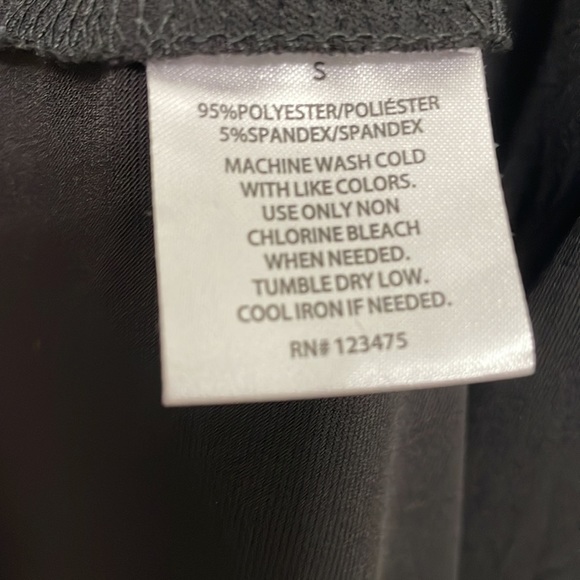 S
95%POLYESTER/POLIÉSTER
5%SPANDEX/SPANDEX
MACHINE WASH COLD
WITH LIKE COLORS.
USE ONLY NON
CHLORINE BLEACH
WHEN NEEDED.
TUMBLE DRY LOW.
COOL IRON IF NEEDED.
RN# 123475